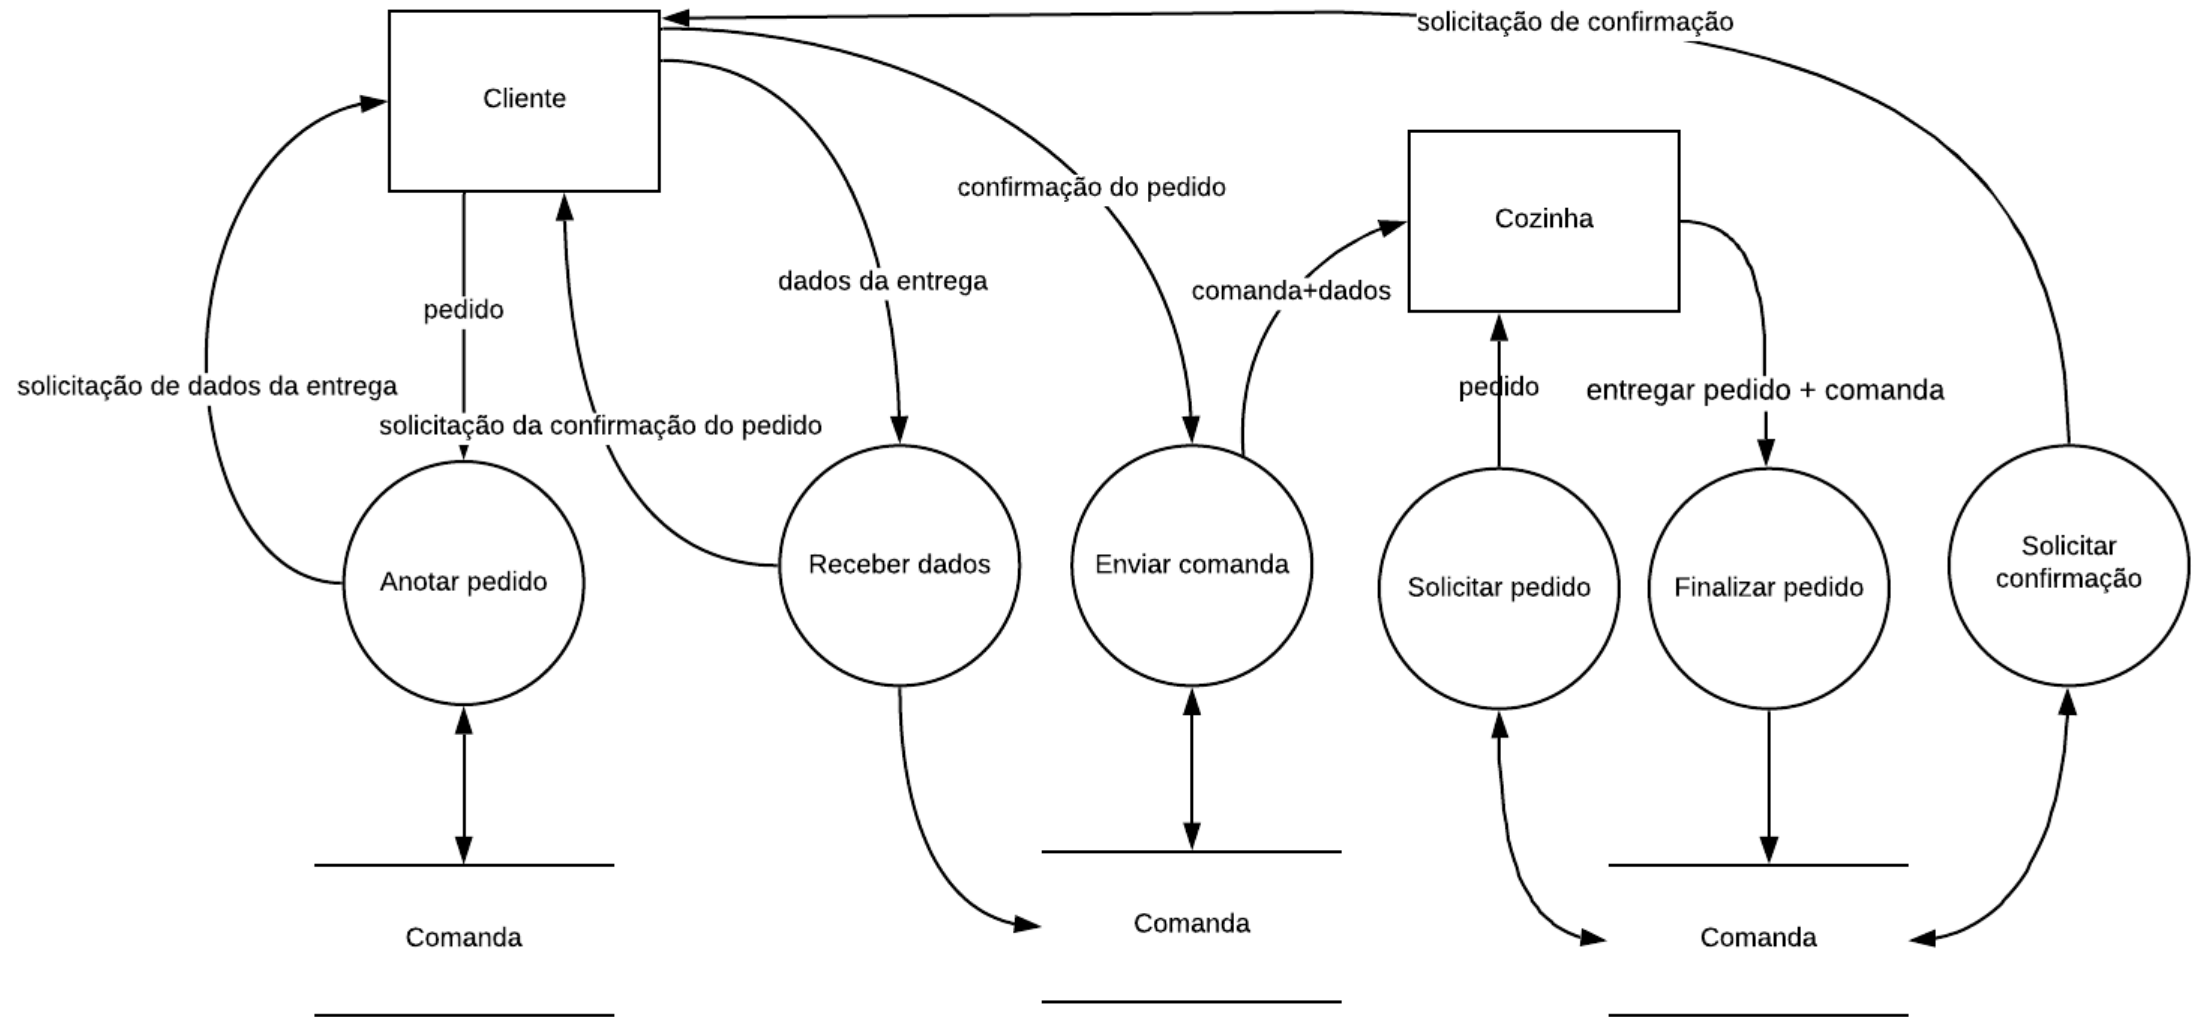 solicitação de confirmação
Cliente
confirmação do pedido
Cozinha
dados da entrega
comanda+dados
pedido
solicitação de dados da entrega
pedido
entregar pedido + comanda
solicitação da confirmação do pedido
Anotar pedido
Receber dados
Enviar comanda
Solicitar pedido
Finalizar pedido
Solicitar
confirmação
Comanda
Comanda
Comanda